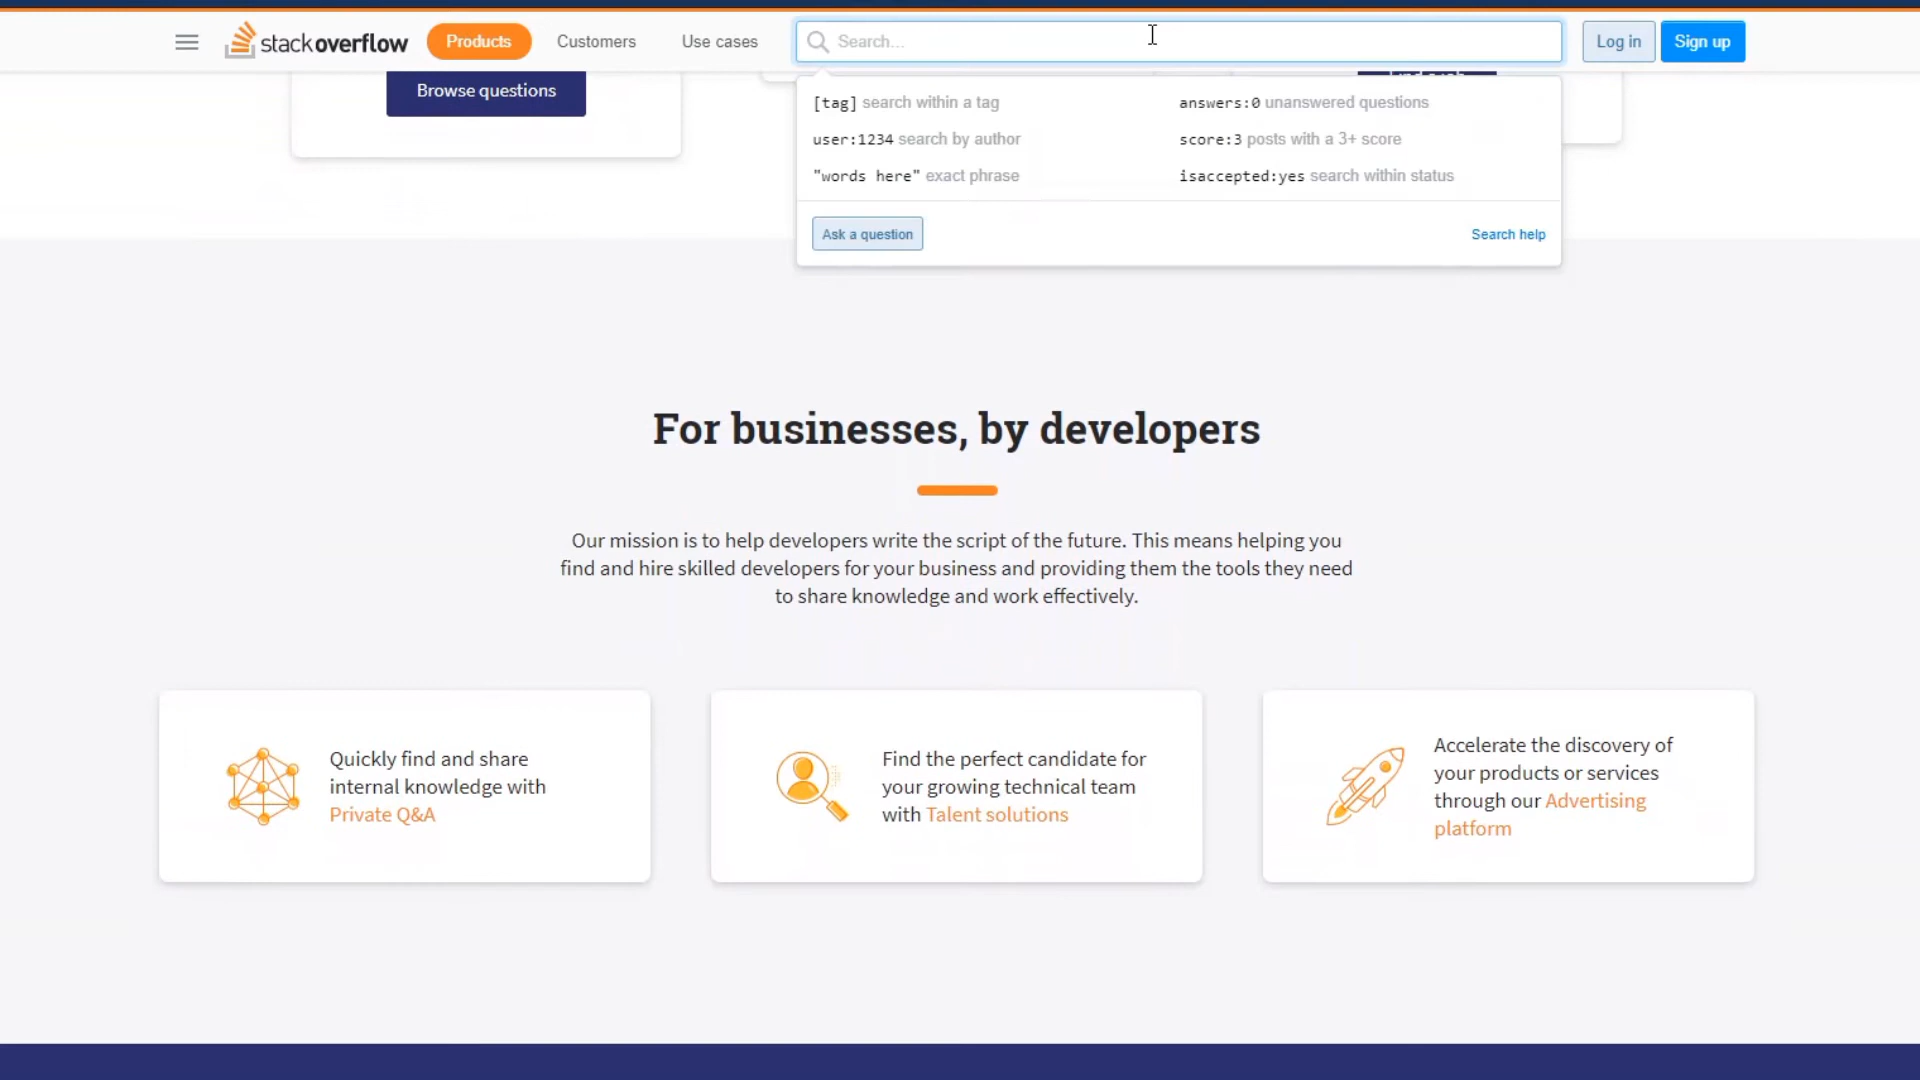 stackoverflow
Products
Customers
Use cases
Search...
Log in
Sign up
Browse questions
[tag] search within a tag
answers:0 unanswered questions
user:1234 search by author
score:3 posts with a 3+ score
"words here" exact phrase
isaccepted:yes search within status
Ask a question
Search help
For businesses, by developers
Our mission is to help developers write the script of the future. This means helping you
find and hire skilled developers for your business and providing them the tools they need
to share knowledge and work effectively.
Quickly find and share
internal knowledge with
Private Q&A
Find the perfect candidate for
your growing technical team
with Talent solutions
Accelerate the discovery of
your products or services
through our Advertising
platform